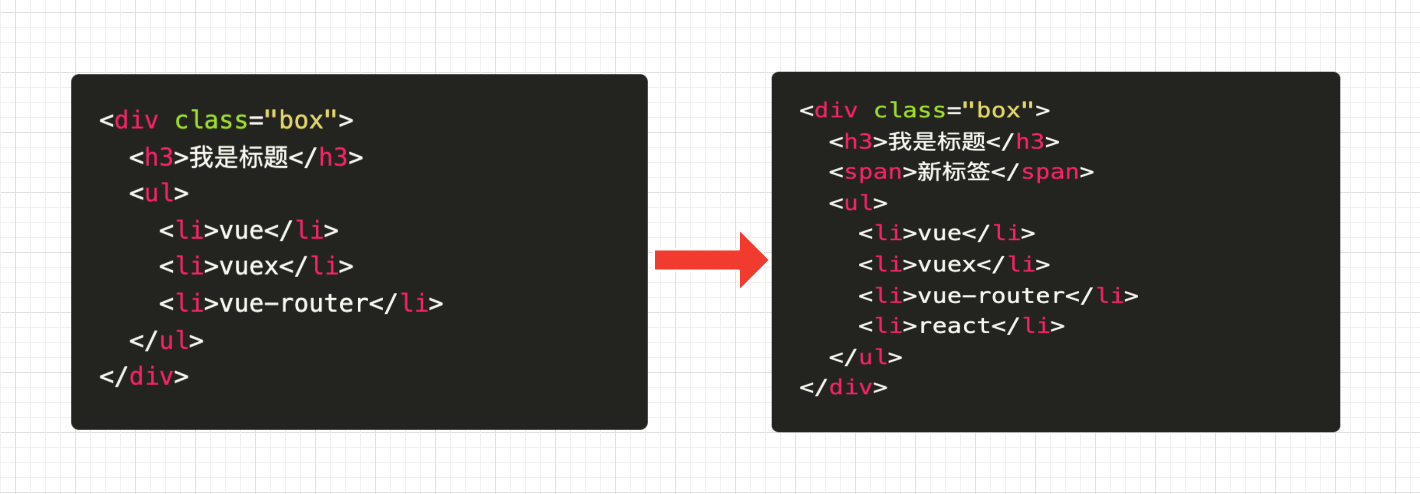 <div class="box">
  <h3>我是标题</h3>
  <ul>
    <li>vue</li>
    <li>vuex</li>
    <li>vue-router</li>
  </ul>
</div>
<div class="box">
  <h3>我是标题</h3>
  <span>新标签</span>
  <ul>
    <li>vue</li>
    <li>vuex</li>
    <li>vue-router</li>
    <li>react</li>
  </ul>
</div>